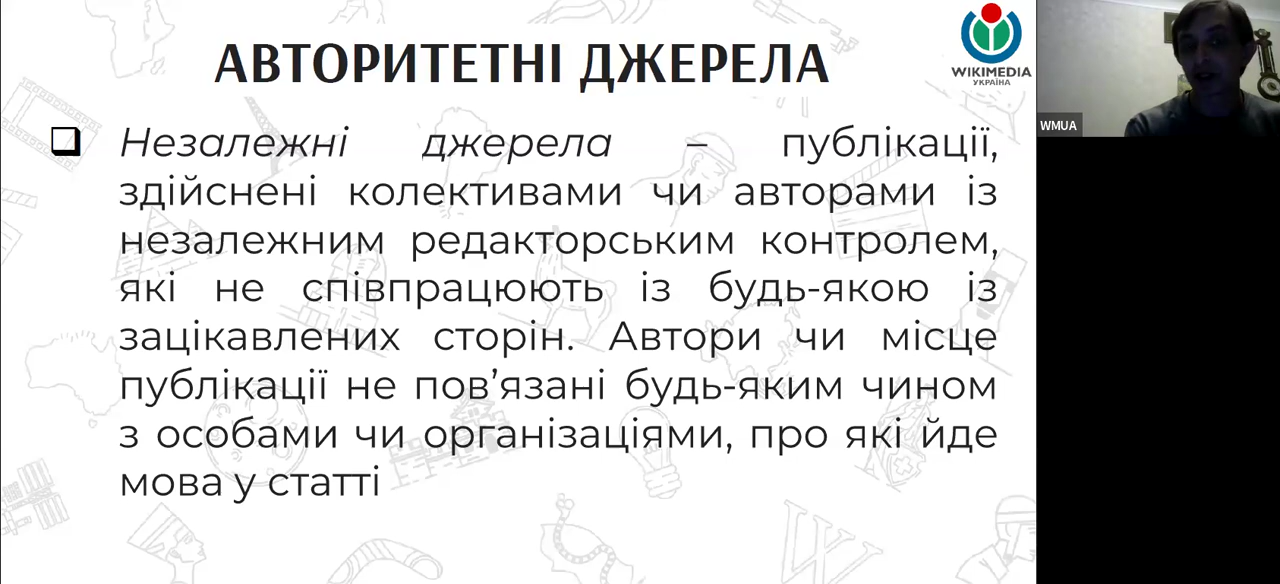 АВТОРИТЕТНІ ДЖЕРЕЛА
WIKIMEDIA
УКРАЇНА
WMUA
Незалежні джерела – публікації,
здійснені колективами чи авторами із
незалежним редакторським контролем,
які не співпрацюють із будь-якою із
зацікавлених сторін. Автори чи місце
публікації не пов’язані будь-яким чином
з особами чи організаціями, про які йде
мова у статті